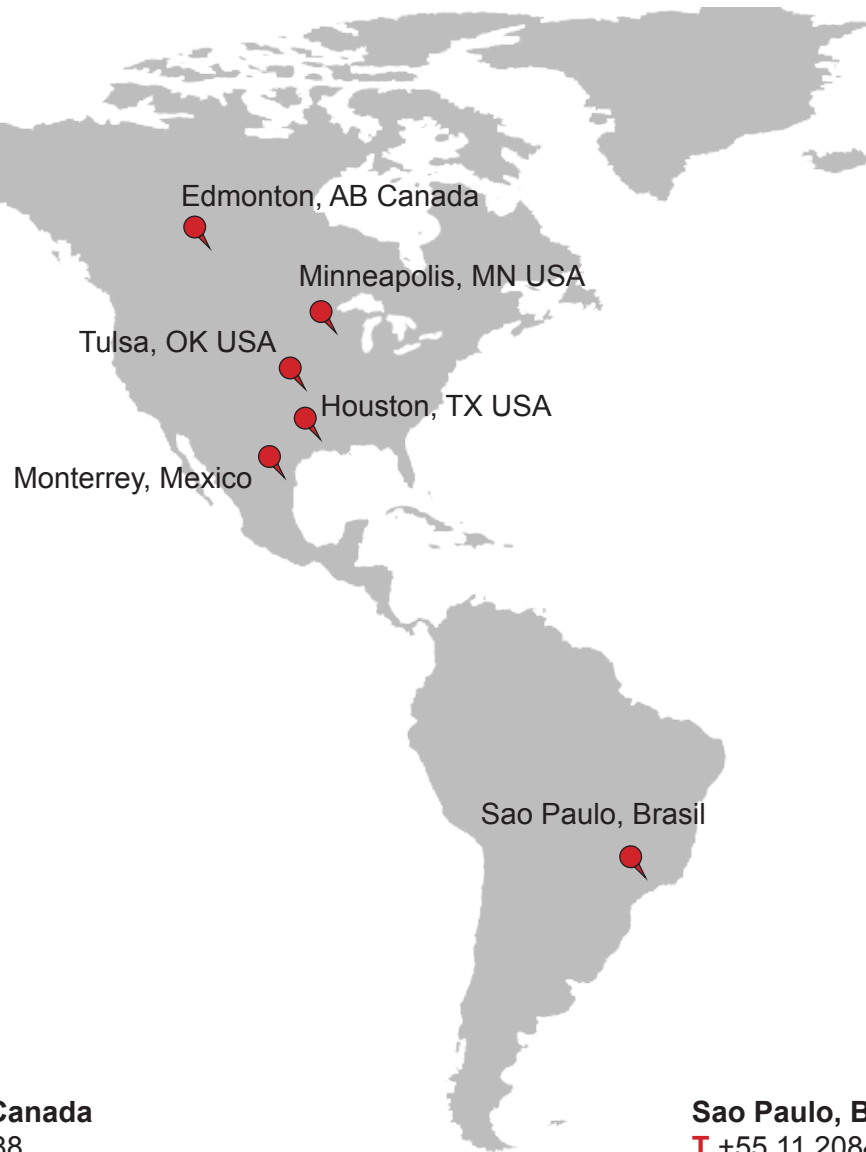 Edmonton, AB Canada
Minneapolis, MN USA
Tulsa, OK USA
Houston, TX USA
Monterrey, Mexico
Sao Paulo, Brasil
Canada
Sao Paulo, B
T +55 11 208